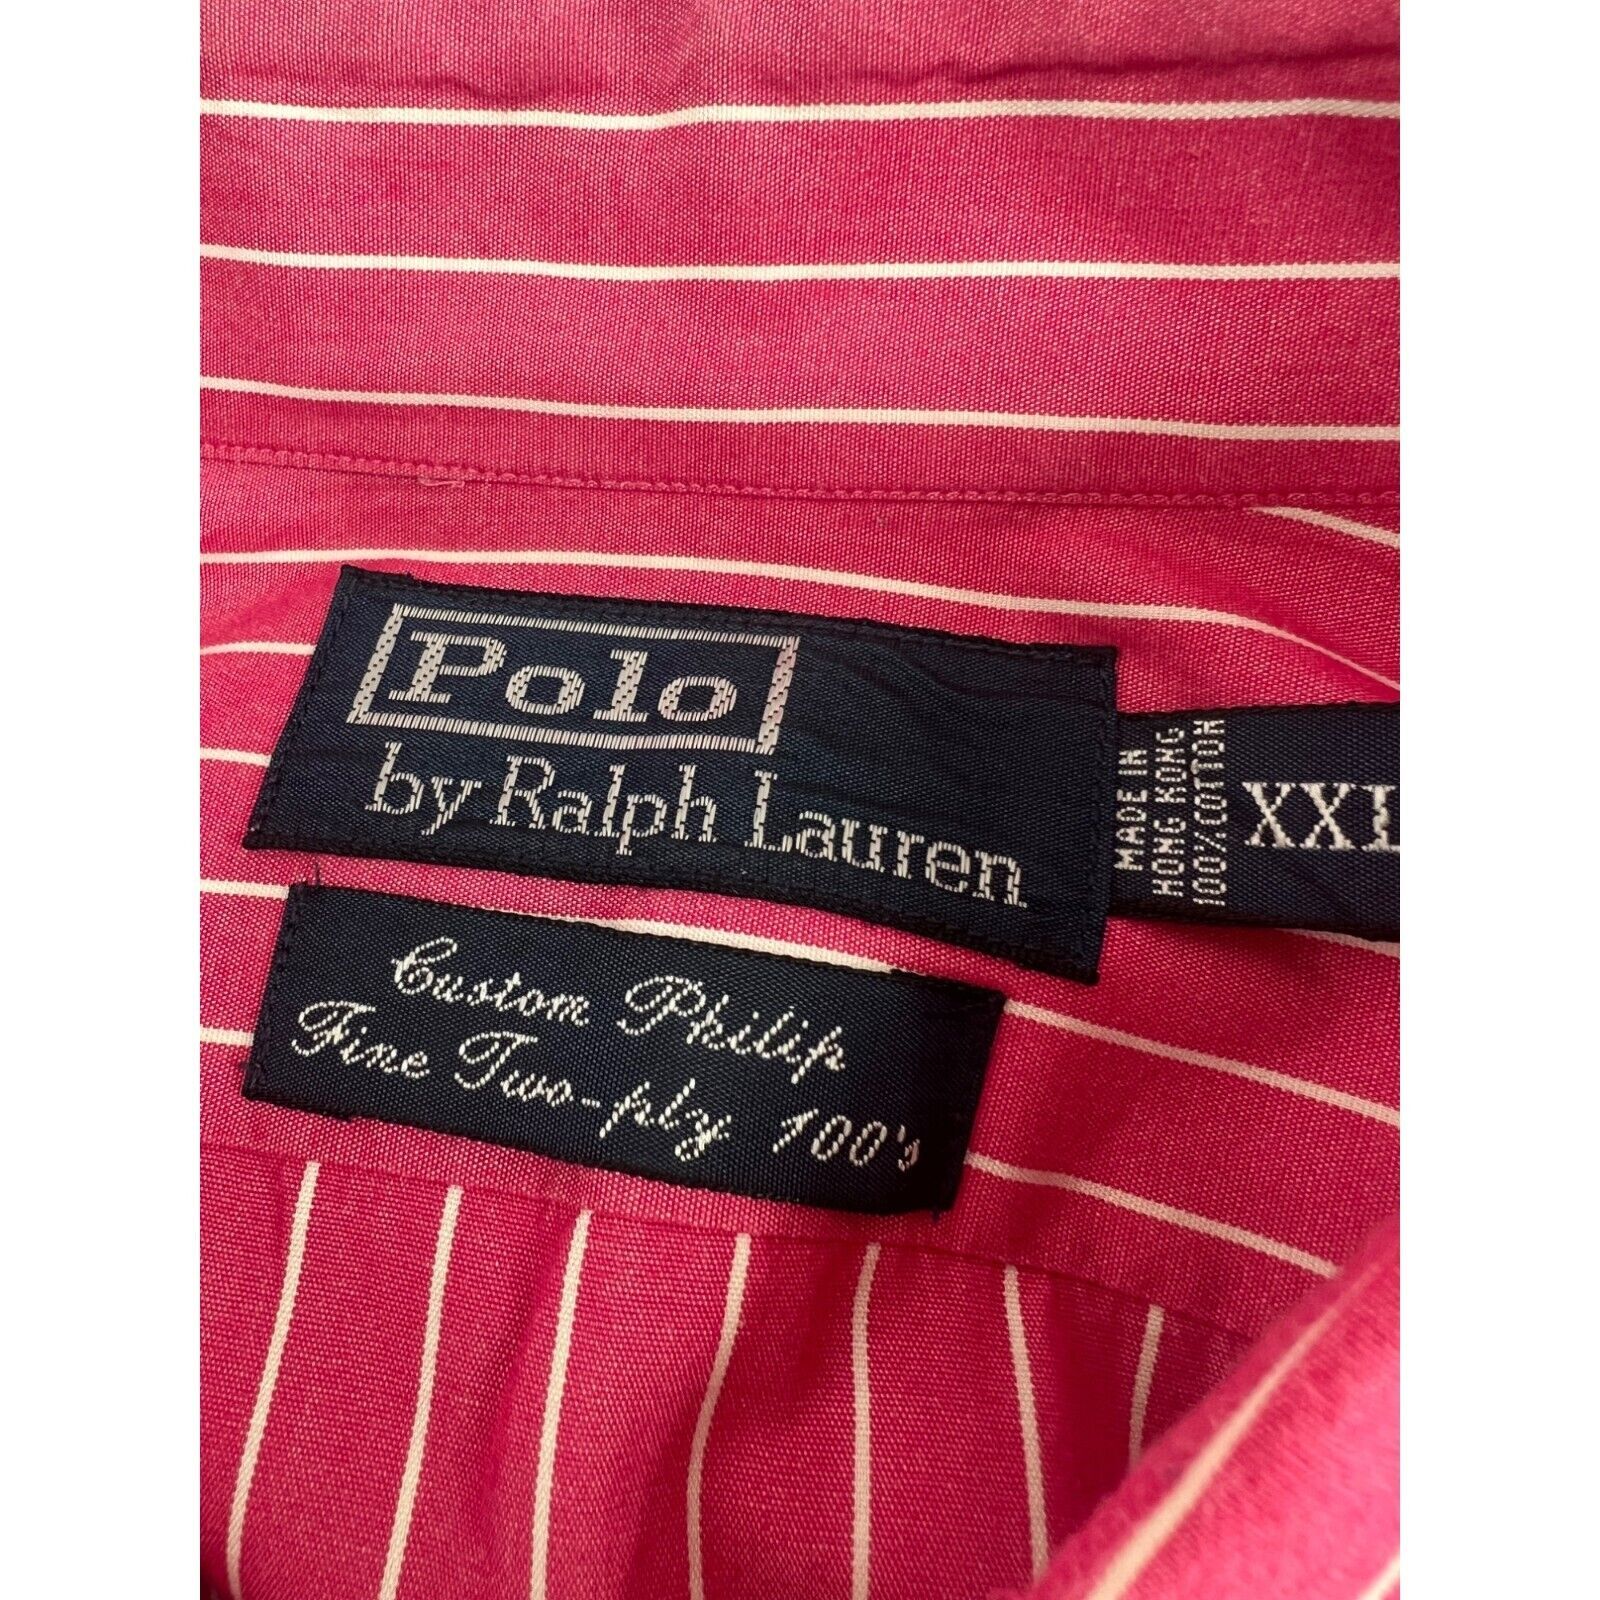 Polo
by Ralph Lauren
MADE IN
HONG KONG
100% COTTON
XXL
Custom Philip
Fine Two-ply 100's